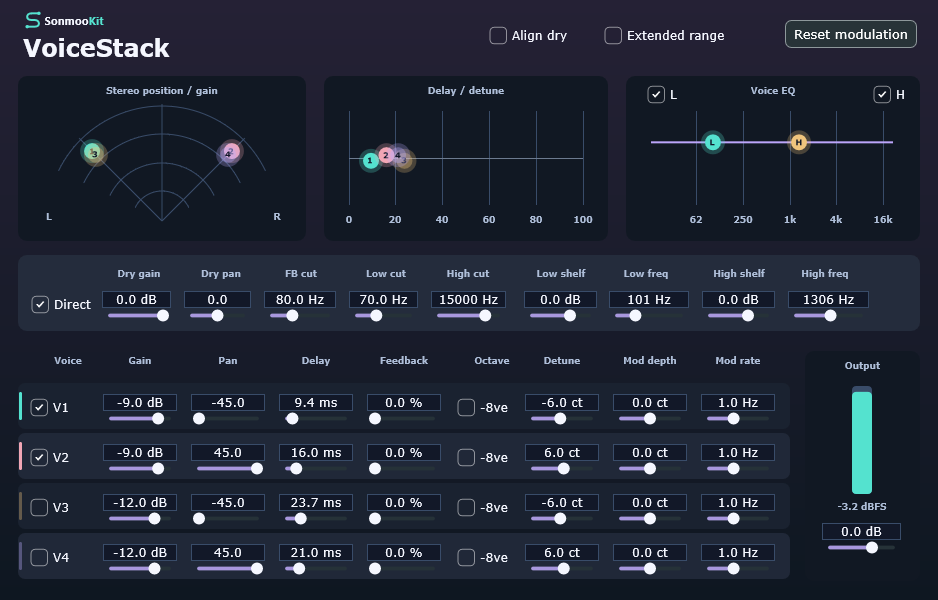 SonmooKit
VoiceStack
Align dry
Extended range
Reset modulation
Stereo position / gain
1
3
4
2
L
R
Delay / detune
1
2
4
3
0
20
40
60
80
100
L
Voice EQ
H
L
H
62
250
1k
4k
16k
Dry gain
Dry pan
FB cut
Low cut
High cut
Low shelf
Low freq
High shelf
High freq
Direct
0.0 dB
0.0
80.0 Hz
70.0 Hz
15000 Hz
0.0 dB
101 Hz
0.0 dB
1306 Hz
Voice
Gain
Pan
Delay
Feedback
Octave
Detune
Mod depth
Mod rate
V1
-9.0 dB
-45.0
9.4 ms
0.0 %
-8ve
-6.0 ct
0.0 ct
1.0 Hz
V2
-9.0 dB
45.0
16.0 ms
0.0 %
-8ve
6.0 ct
0.0 ct
1.0 Hz
V3
-12.0 dB
-45.0
23.7 ms
0.0 %
-8ve
-6.0 ct
0.0 ct
1.0 Hz
V4
-12.0 dB
45.0
21.0 ms
0.0 %
-8ve
6.0 ct
0.0 ct
1.0 Hz
Output
-3.2 dBFS
0.0 dB